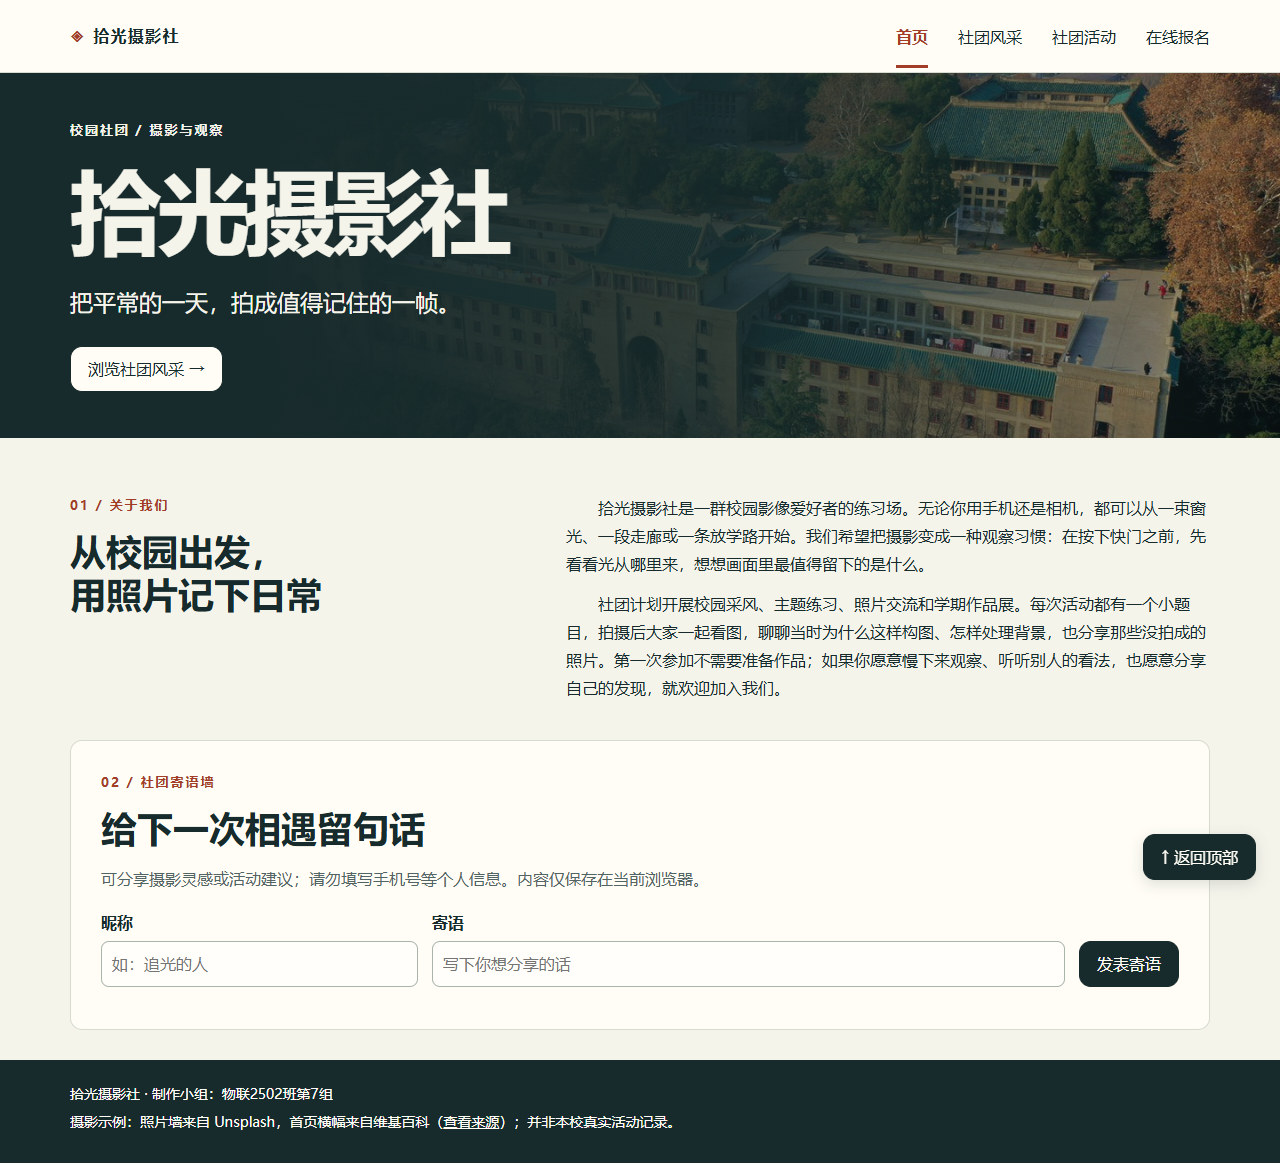 ◈ 拾光摄影社
首页 社团风采 社团活动 在线报名
校园社团 / 摄影与观察
拾光摄影社
把平常的一天，拍成值得记住的一帧。
浏览社团风采 →
01 / 关于我们
从校园出发，
用照片记下日常
拾光摄影社是一群校园影像爱好者的练习场。无论你用手机还是相机，都可以从一束窗
光、一段走廊或一条放学路开始。我们希望把摄影变成一种观察习惯：在按下快门之前，先
看看光从哪里来，想想画面里最值得留下的是什么。
社团计划开展校园采风、主题练习、照片交流和学期作品展。每次活动都有一个小题
目，拍摄后大家一起看图，聊聊当时为什么这样构图、怎样处理背景，也分享那些没拍成的
照片。第一次参加不需要准备作品；如果你愿意慢下来观察、听听别人的看法，也愿意分享
自己的发现，就欢迎加入我们。
02 / 社团寄语墙
给下一次相遇留句话
可分享摄影灵感或活动建议；请勿填写手机号等个人信息。内容仅保存在当前浏览器。
昵称 寄语
如：追光的人 写下你想分享的话 发表寄语
↑ 返回顶部
拾光摄影社 · 制作小组：物联2502班第7组
摄影示例：照片墙来自 Unsplash，首页横幅来自维基百科（查看来源）；并非本校真实活动记录。